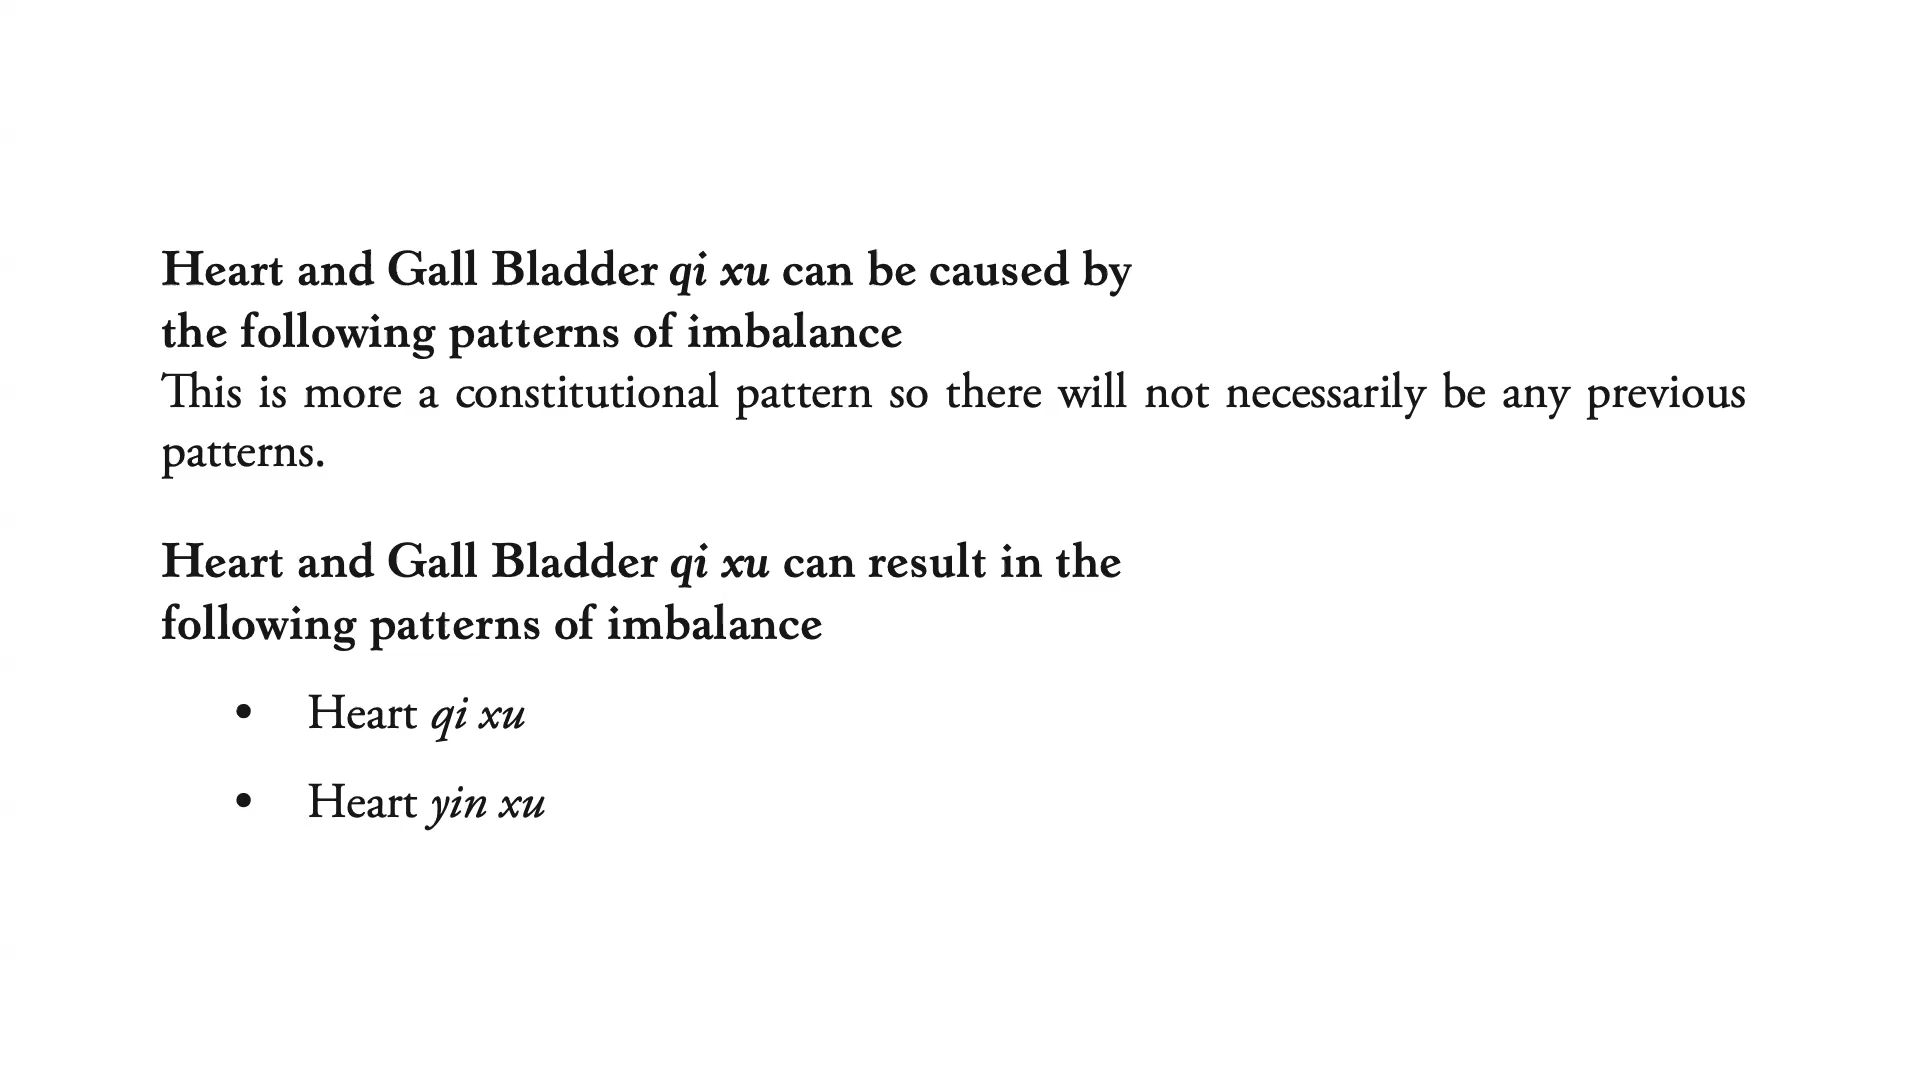 Heart and Gall Bladder qi xu can be caused by
the following patterns of imbalance
This is more a constitutional pattern so there will not necessarily be any previous
patterns.
Heart and Gall Bladder qi xu can result in the
following patterns of imbalance
• Heart qi xu
• Heart yin xu